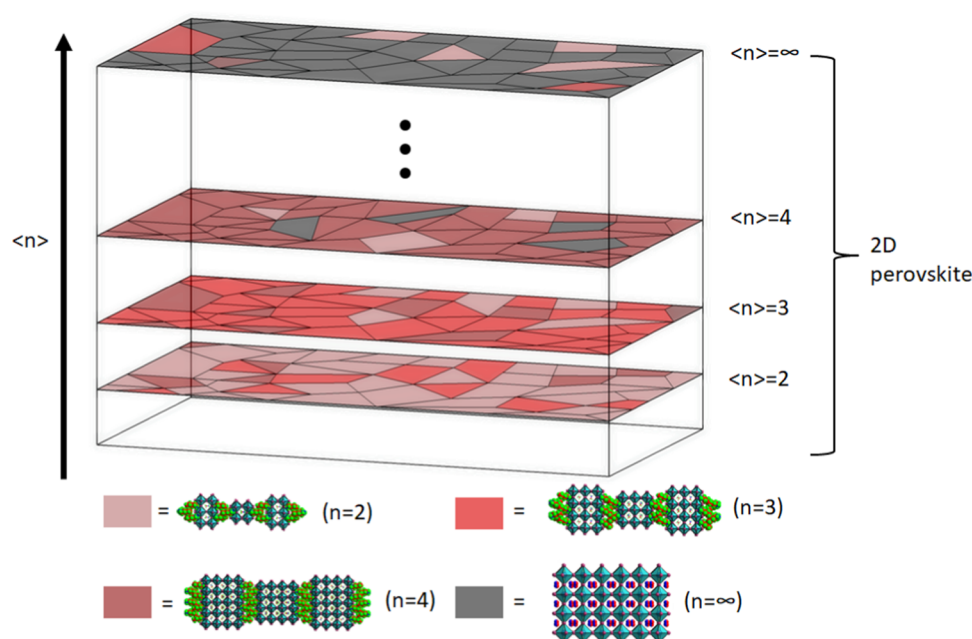 <n>=∞
<n>
<n>=4
2D
perovskite
<n>=3
<n>=2
= (n=2)
= (n=3)
= (n=4)
= (n=∞)